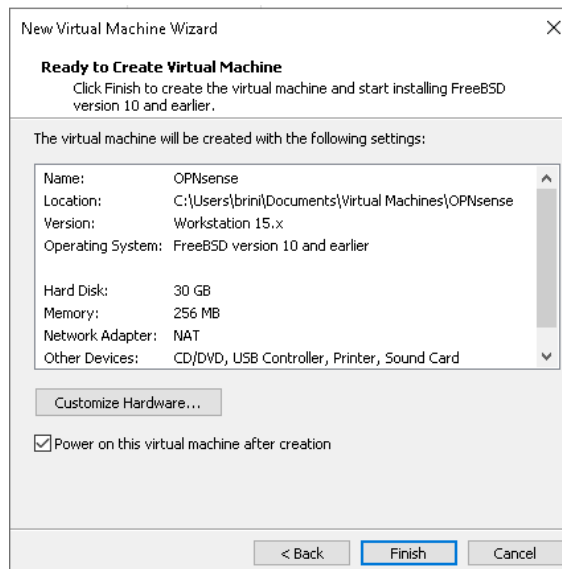 New Virtual Machine Wizard
Ready to Create Virtual Machine
Click Finish to create the virtual machine and start installing FreeBSD
version 10 and earlier.
The virtual machine will be created with the following settings:
Name: OPNsense
Location: C:\Users\brini\Documents\Virtual Machines\OPNsense
Version: Workstation 15.x
Operating System: FreeBSD version 10 and earlier
Hard Disk: 30 GB
Memory: 256 MB
Network Adapter: NAT
Other Devices: CD/DVD, USB Controller, Printer, Sound Card
Customize Hardware...
Power on this virtual machine after creation
< Back Finish Cancel